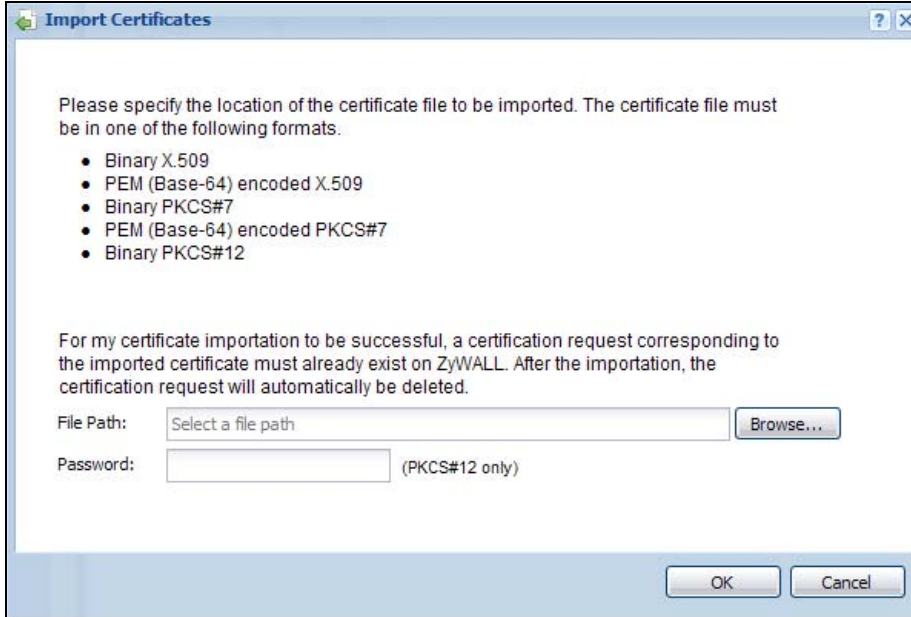 Import Certificates
Please specify the location of the certificate file to be imported. The certificate file must
be in one of the following formats.
● Binary X.509
● PEM (Base-64) encoded X.509
● Binary PKCS#7
● PEM (Base-64) encoded PKCS#7
● Binary PKCS#12
For my certificate importation to be successful, a certification request corresponding to
the imported certificate must already exist on ZyWALL. After the importation, the
certification request will automatically be deleted.
File Path: Select a file path Browse...
Password: (PKCS#12 only)
OK Cancel